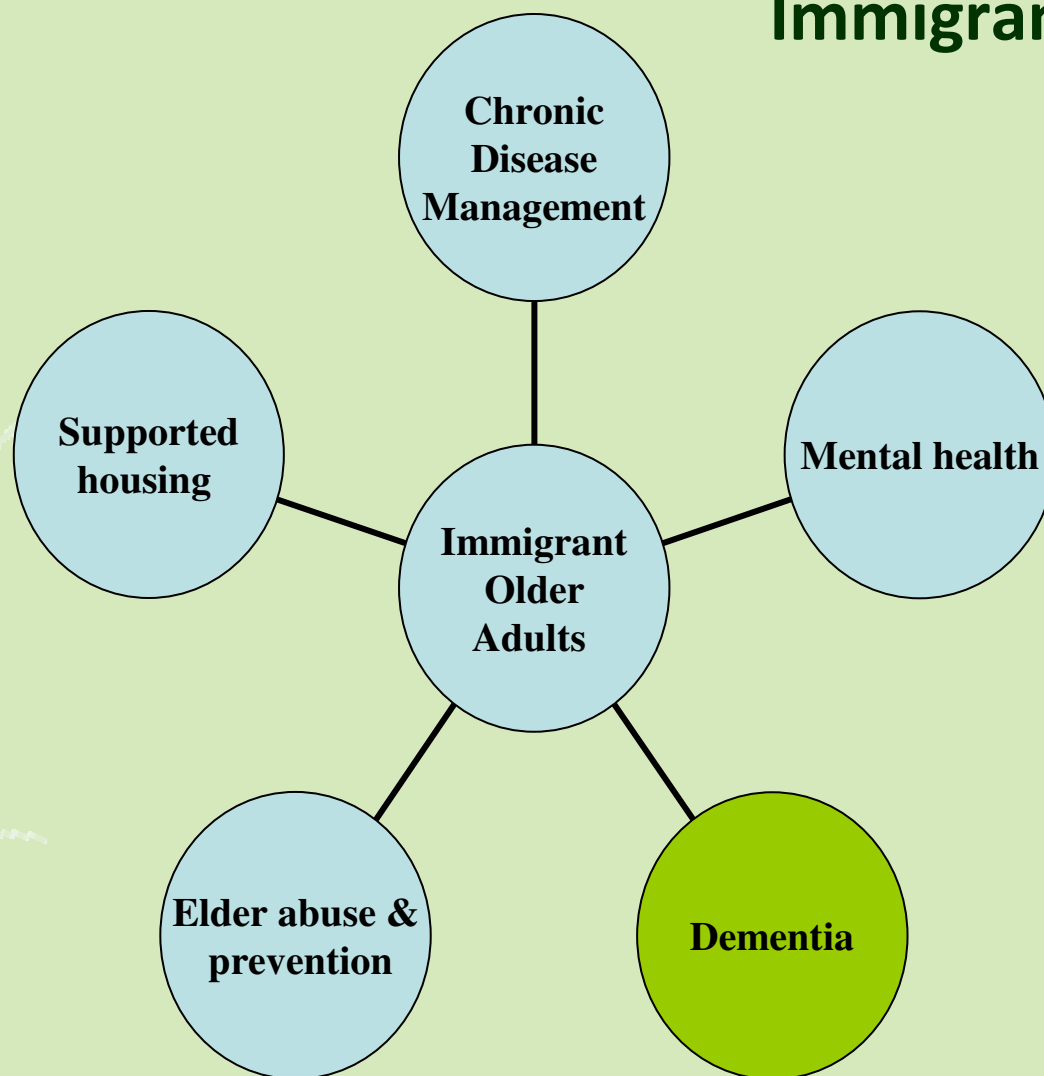 Chronic
Disease
Management
Supported
housing
Mental health
Immigrant
Older
Adults
Elder abuse &
prevention
Dementia